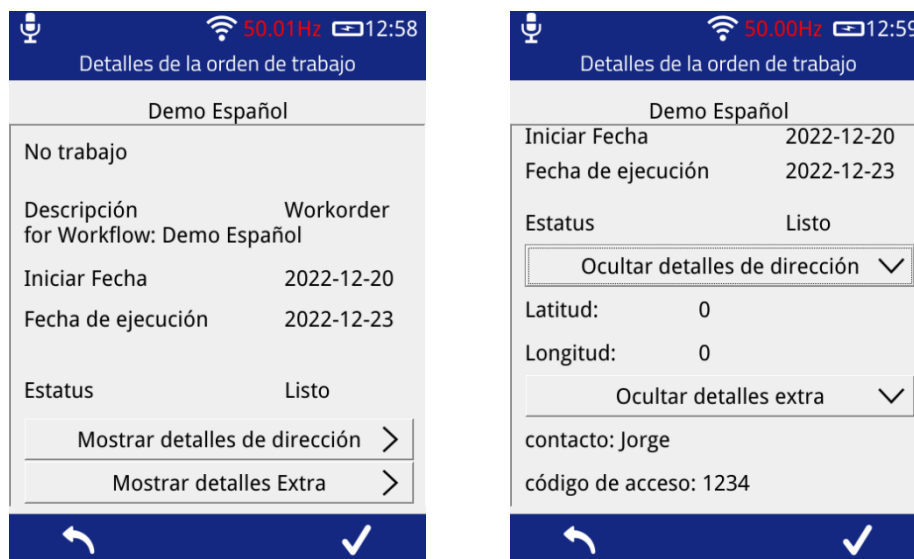 50.01Hz 12:58
Detalles de la orden de trabajo
Demo Español
No trabajo
Descripción Workorder
for Workflow: Demo Español
Iniciar Fecha 2022-12-20
Fecha de ejecución 2022-12-23
Estatus Listo
Mostrar detalles de dirección
Mostrar detalles Extra
50.00Hz 12:59
Detalles de la orden de trabajo
Demo Español
Iniciar Fecha 2022-12-20
Fecha de ejecución 2022-12-23
Estatus Listo
Ocultar detalles de dirección
Latitud: 0
Longitud: 0
Ocultar detalles extra
contacto: Jorge
código de acceso: 1234